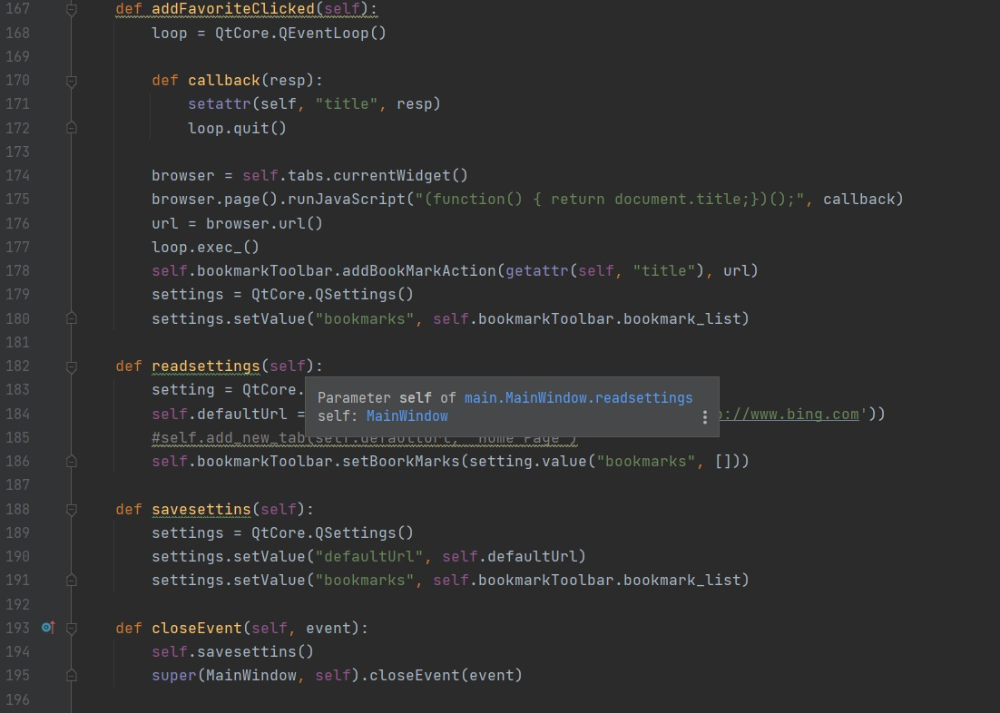 167 def addFavoriteClicked(self):
168 loop = QtCore.QEventLoop()
169
170 def callback(resp):
171 setattr(self, "title", resp)
172 loop.quit()
173
174 browser = self.tabs.currentWidget()
175 browser.page().runJavaScript("(function() { return document.title;})();", callback)
176 url = browser.url()
177 loop.exec_()
178 self.bookmarkToolbar.addBookMarkAction(getattr(self, "title"), url)
179 settings = QtCore.QSettings()
180 settings.setValue("bookmarks", self.bookmarkToolbar.bookmark_list)
181
182 def readsettings(self):
183 setting = QtCore.
Parameter self of main.MainWindow.readsettings
184 self.defaultUrl = ://www.bing.com'))
self: MainWindow
185 #self.add_new_tab(self.defaultUrl, 'Home Page')
186 self.bookmarkToolbar.setBoorkMarks(setting.value("bookmarks", []))
187
188 def savesettins(self):
189 settings = QtCore.QSettings()
190 settings.setValue("defaultUrl", self.defaultUrl)
191 settings.setValue("bookmarks", self.bookmarkToolbar.bookmark_list)
192
193 def closeEvent(self, event):
194 self.savesettins()
195 super(MainWindow, self).closeEvent(event)
196